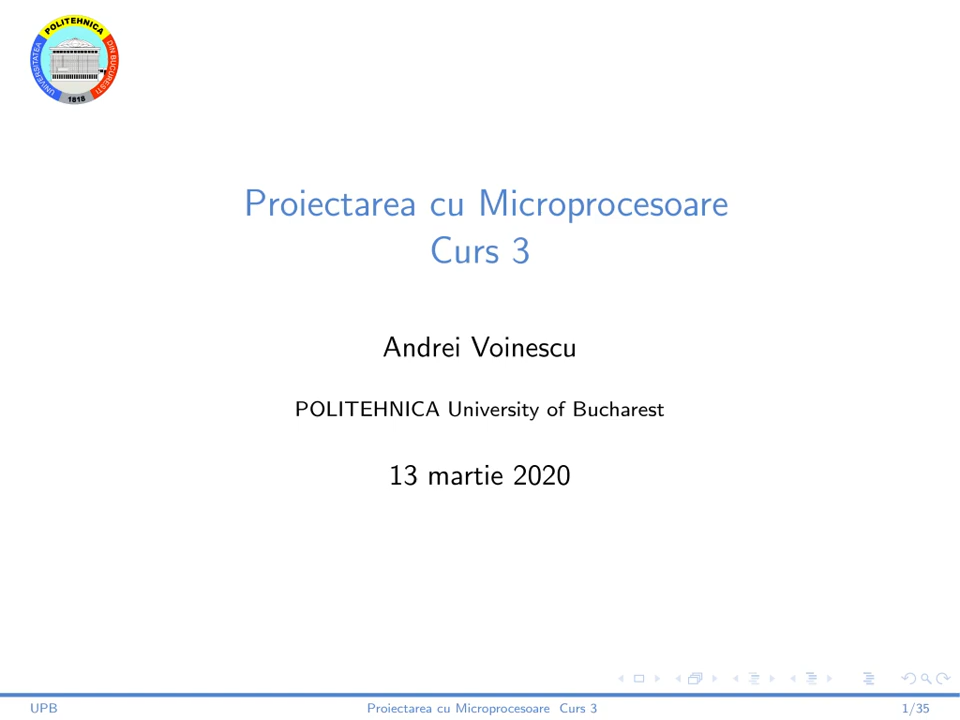 POLITEHNICA
UNIVERSITATEA
DIN BUCURESTI
1818
Proiectarea cu Microprocesoare
Curs 3
Andrei Voinescu
POLITEHNICA University of Bucharest
13 martie 2020
UPB
Proiectarea cu Microprocesoare Curs 3
1/35